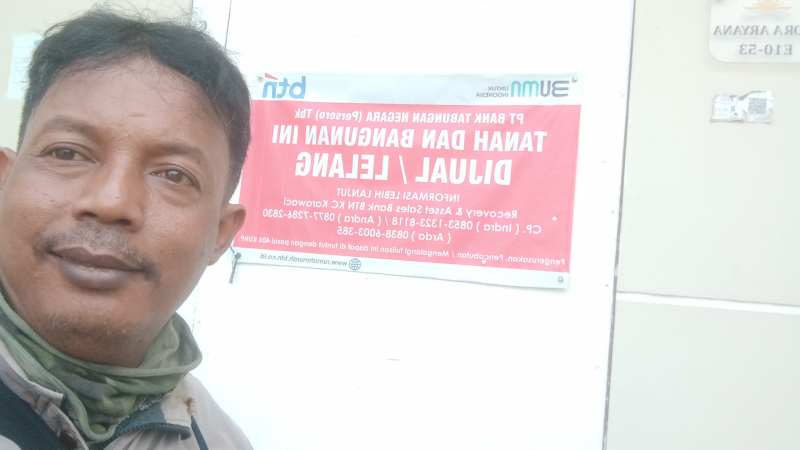 BUMN UNTUK INDONESIA
btn
PT BANK TABUNGAN NEGARA (Persero) Tbk
TANAH DAN BANGUNAN INI
DIJUAL / LELANG
INFORMASI LEBIH LANJUT
Recovery & Asset Sales Bank BTN KC Karawaci
CP. ( Indra ) 0853-1323-8118 / ( Andra ) 0877-7286-2830
( Arda ) 0838-6003-385
Pengerusakan, Pencabutan / Mengalangi tulisan ini dapat di tuntut dengan pasal 406 KUHP
www.rumahmurah.btn.co.id
ORA ARYANA
E10-53